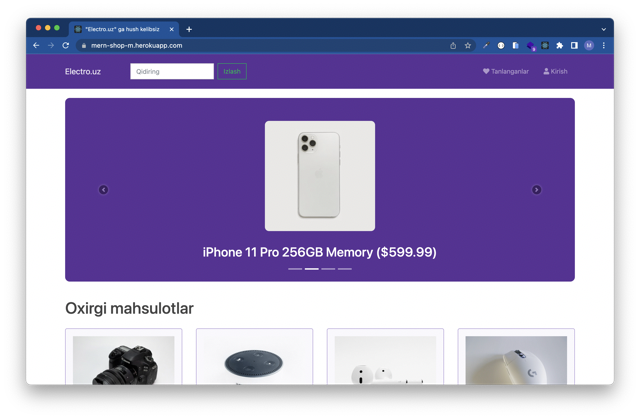 "Electro.uz" ga hush kelibsiz
mern-shop-m.herokuapp.com
M
Electro.uz
Qidiring
Izlash
Tanlanganlar
Kirish
iPhone 11 Pro 256GB Memory ($599.99)
Oxirgi mahsulotlar